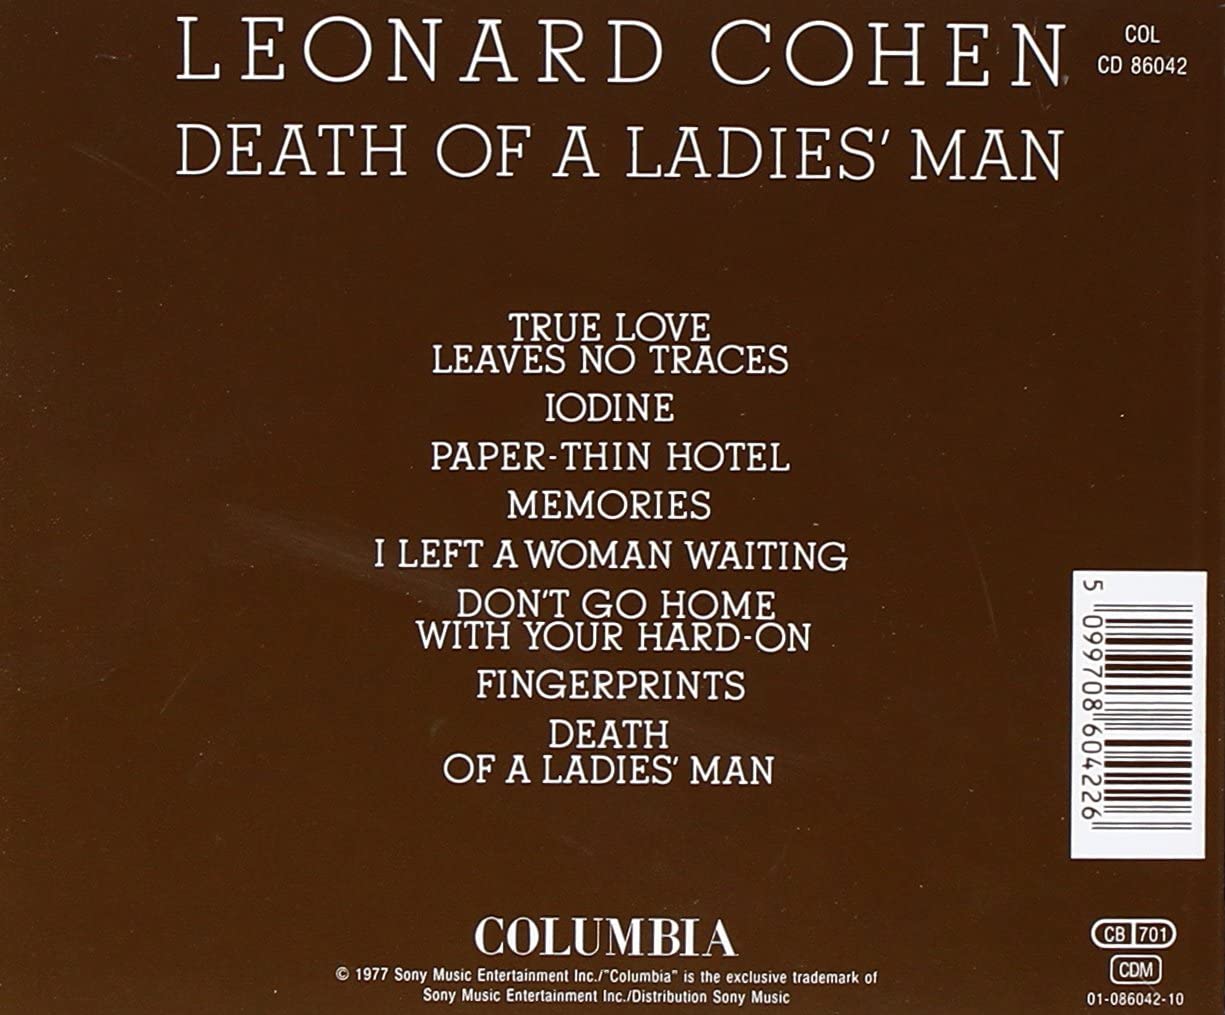 LEONARD COHEN
COL
CD 86042
DEATH OF A LADIES' MAN
TRUE LOVE
LEAVES NO TRACES
IODINE
PAPER-THIN HOTEL
MEMORIES
I LEFT A WOMAN WAITING
DON'T GO HOME
WITH YOUR HARD-ON
FINGERPRINTS
DEATH
OF A LADIES' MAN
5 099708 604226
COLUMBIA
© 1977 Sony Music Entertainment Inc./"Columbia" is the exclusive trademark of
Sony Music Entertainment Inc./Distribution Sony Music
CB 701
CDM
01-086042-10